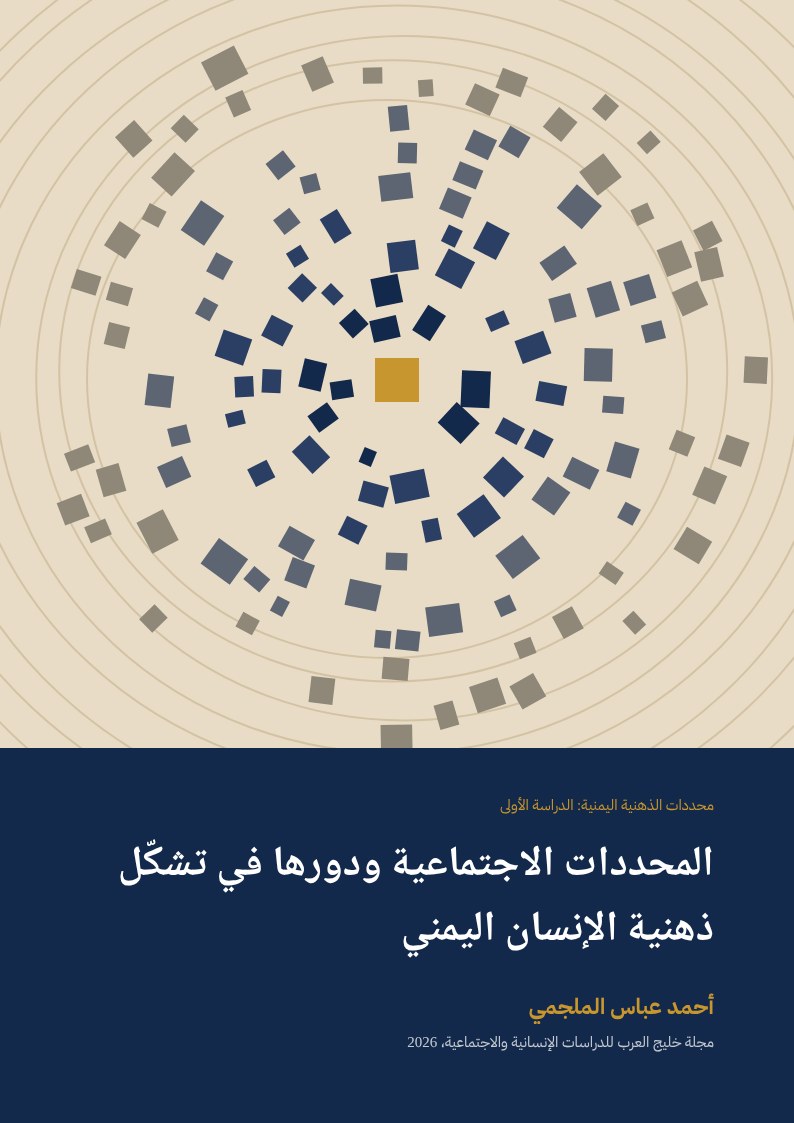 محددات الذهنية اليمنية: الدراسة الأولى
المحددات الاجتماعية ودورها في تشكّل
ذهنية الإنسان اليمني
أحمد عباس الملجمي
مجلة خليج العرب للدراسات الإنسانية والاجتماعية، 2026